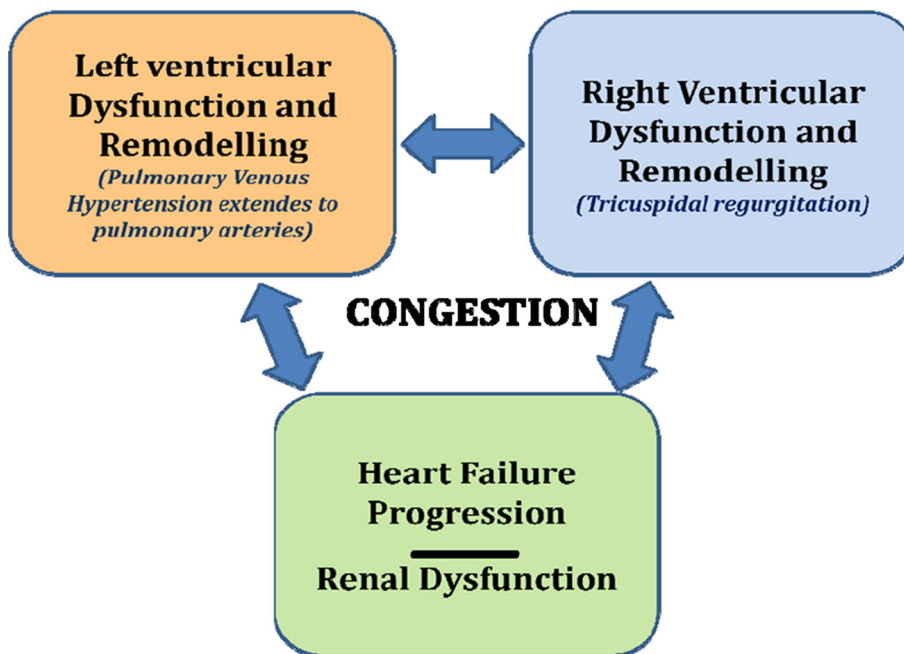 Left ventricular
Dysfunction and
Remodelling
(Pulmonary Venous
Hypertension extendes to
pulmonary arteries)
Right Ventricular
Dysfunction and
Remodelling
(Tricuspidal regurgitation)
CONGESTION
Heart Failure
Progression
Renal Dysfunction